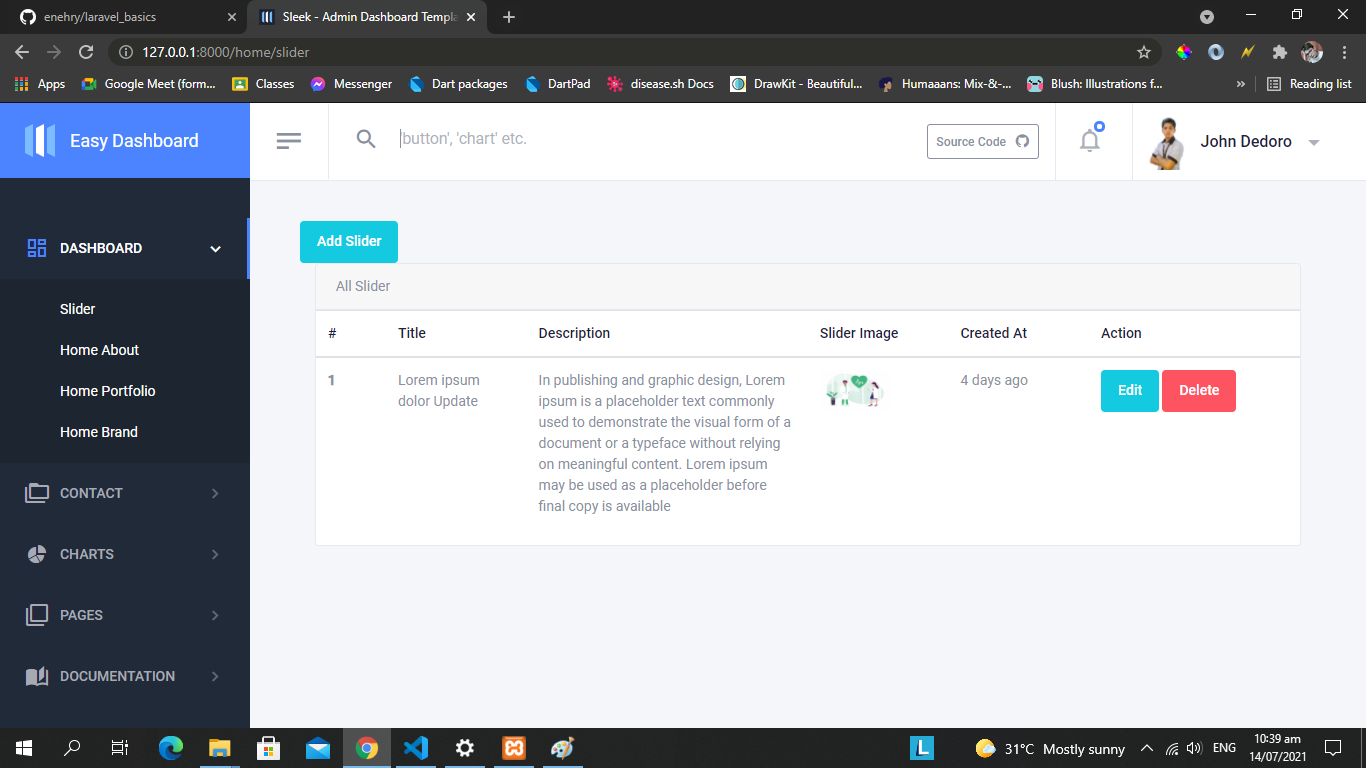 enehry/laravel_basics
Sleek - Admin Dashboard Templa
127.0.0.1:8000/home/slider
Apps
Google Meet (form...
Classes
Messenger
Dart packages
DartPad
disease.sh Docs
DrawKit - Beautiful...
Humaaans: Mix-&-...
Blush: Illustrations f...
»
Reading list
Easy Dashboard
'button', 'chart' etc.
Source Code
John Dedoro
DASHBOARD
Slider
Home About
Home Portfolio
Home Brand
CONTACT
CHARTS
PAGES
DOCUMENTATION
Add Slider
All Slider
# Title Description Slider Image Created At Action
1
Lorem ipsum
dolor Update
In publishing and graphic design, Lorem
ipsum is a placeholder text commonly
used to demonstrate the visual form of a
document or a typeface without relying
on meaningful content. Lorem ipsum
may be used as a placeholder before
final copy is available
4 days ago
Edit
Delete
L
31°C Mostly sunny
ENG
10:39 am
14/07/2021